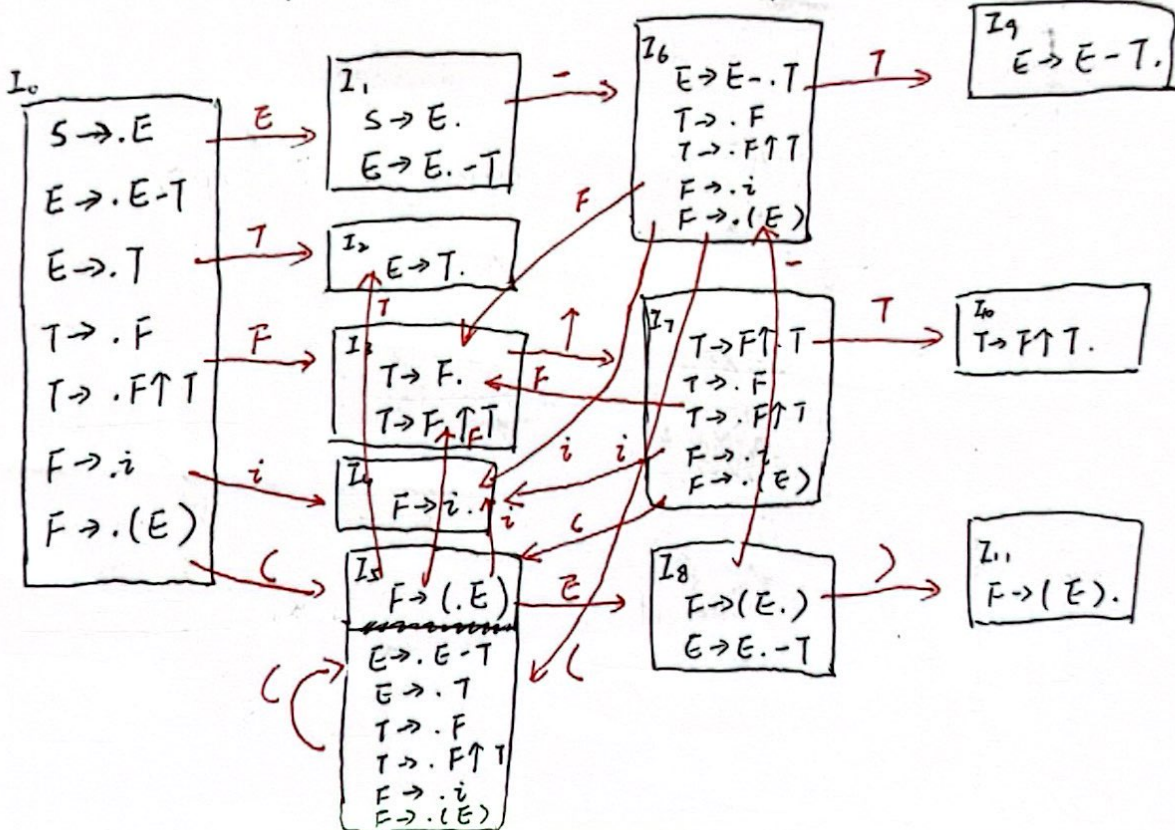 I₀
S → .E
E → .E-T
E → .T
T → .F
T → .F↑T
F → .i
F → .(E)
E
T
F
i
(
I₁
S → E.
E → E.-T
-
I₂
E → T.
T
I₃
T → F.
T → F.↑T
↑
F
F
F
I₄
F → i.
i
i
i
I₅
F → (.E)
E → .E-T
E → .T
T → .F
T → .F↑T
F → .i
F → .(E)
(
E
(
(
I₆
E → E-.T
T → .F
T → .F↑T
F → .i
F → .(E)
T
-
I₇
T → F↑.T
T → .F
T → .F↑T
F → .i
F → .(E)
T
I₈
F → (E.)
E → E.-T
)
I₉
E → E-T.
I₁₀
T → F↑T.
I₁₁
F → (E).